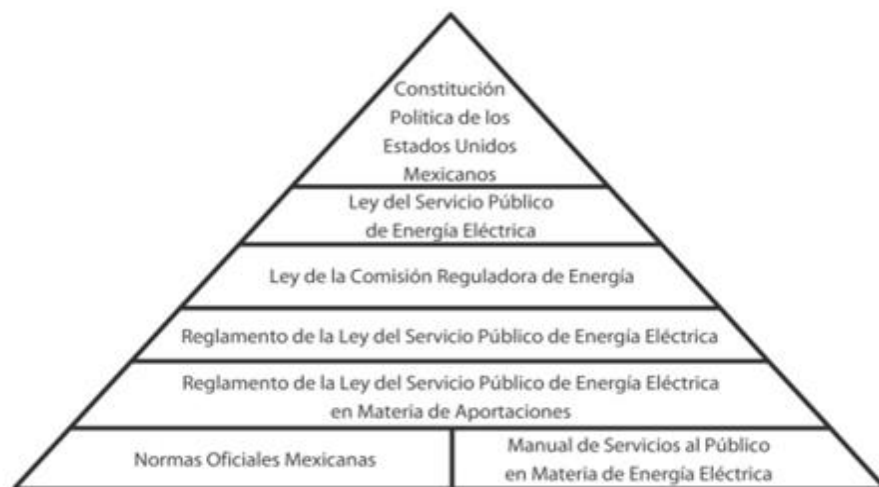 Constitución
Política de los
Estados Unidos
Mexicanos
Ley del Servicio Público
de Energía Eléctrica
Ley de la Comisión Reguladora de Energía
Reglamento de la Ley del Servicio Público de Energía Eléctrica
Reglamento de la Ley del Servicio Público de Energía Eléctrica
en Materia de Aportaciones
Normas Oficiales Mexicanas
Manual de Servicios al Público
en Materia de Energía Eléctrica